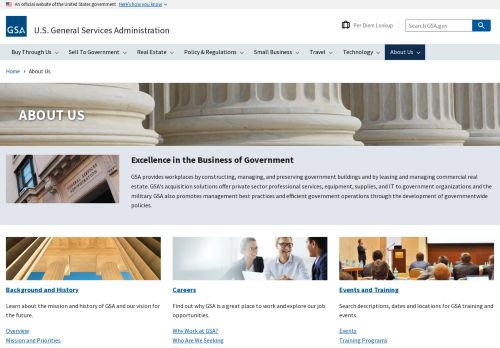 An official website of the United States government Here's how you know
GSA
U.S. General Services Administration
Per Diem Lookup
Search GSA.gov
Buy Through Us
Sell To Government
Real Estate
Policy & Regulations
Small Business
Travel
Technology
About Us
Home
About Us
ABOUT US
Excellence in the Business of Government
GSA provides workplaces by constructing, managing, and preserving government buildings and by leasing and managing commercial real
estate. GSA's acquisition solutions offer private sector professional services, equipment, supplies, and IT to government organizations and the
military. GSA also promotes management best practices and efficient government operations through the development of governmentwide
policies.
GENERAL SERVICES
ADMINISTRATION
Background and History
Learn about the mission and history of GSA and our vision for
the future.
Overview
Mission and Priorities
Careers
Find out why GSA is a great place to work and explore our job
opportunities.
Why Work at GSA?
Who Are We Seeking
Events and Training
Search descriptions, dates and locations for GSA training and
events.
Events
Training Programs